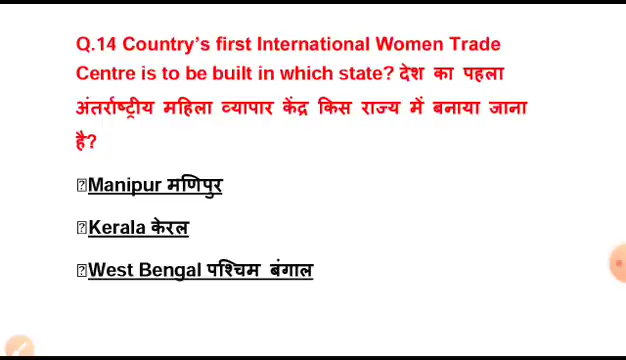 Q.14 Country's first International Women Trade
Centre is to be built in which state? देश का पहला
अंतर्राष्ट्रीय महिला व्यापार केंद्र किस राज्य में बनाया जाना
है?
Manipur मणिपुर
Kerala केरल
West Bengal पश्चिम बंगाल